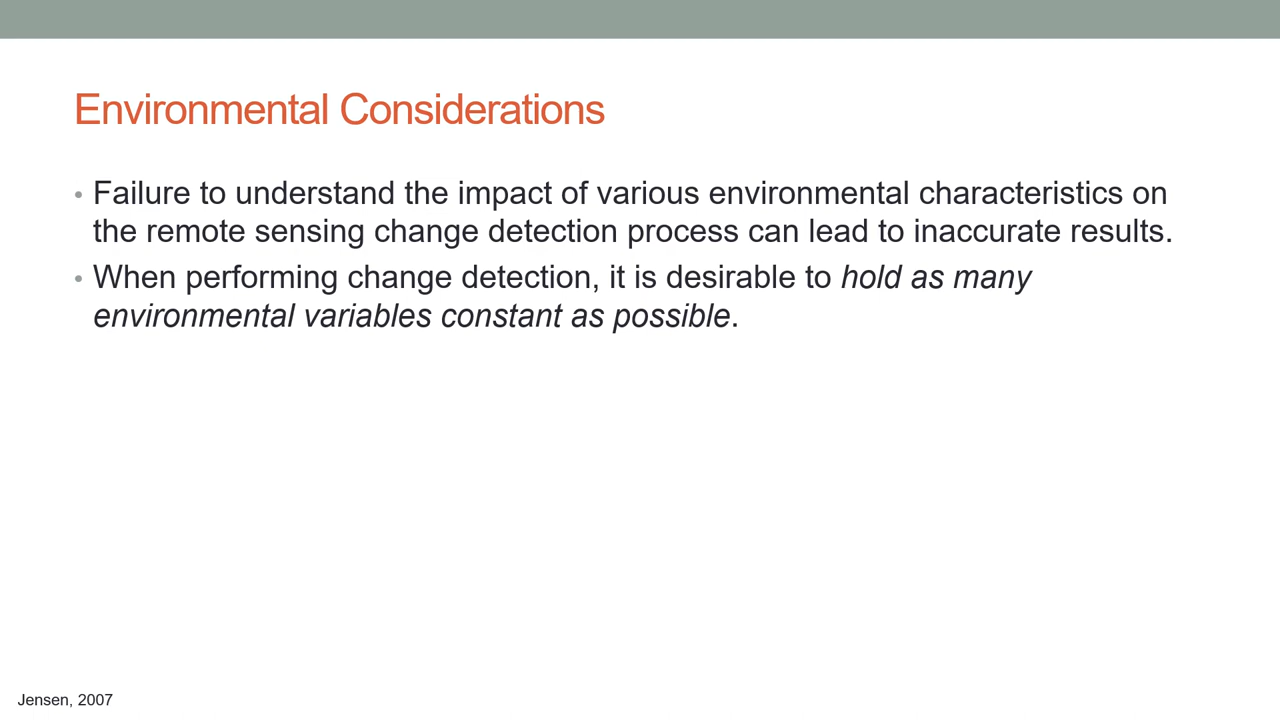 Environmental Considerations
• Failure to understand the impact of various environmental characteristics on
the remote sensing change detection process can lead to inaccurate results.
• When performing change detection, it is desirable to hold as many
environmental variables constant as possible.
Jensen, 2007